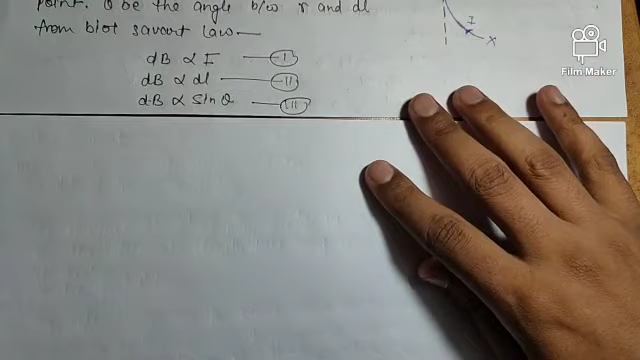 point. θ be the angle b/w r and dl
from biot savart law—
I
X
dB ∝ I —— I
dB ∝ dl —— II
dB ∝ sin θ —— III
Film Maker